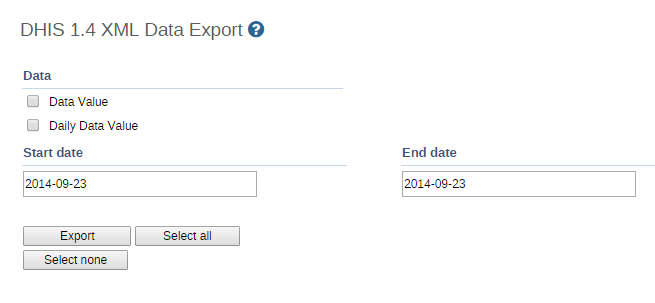 DHIS 1.4 XML Data Export ?
Data
Data Value
Daily Data Value
Start date
End date
2014-09-23
2014-09-23
Export
Select all
Select none